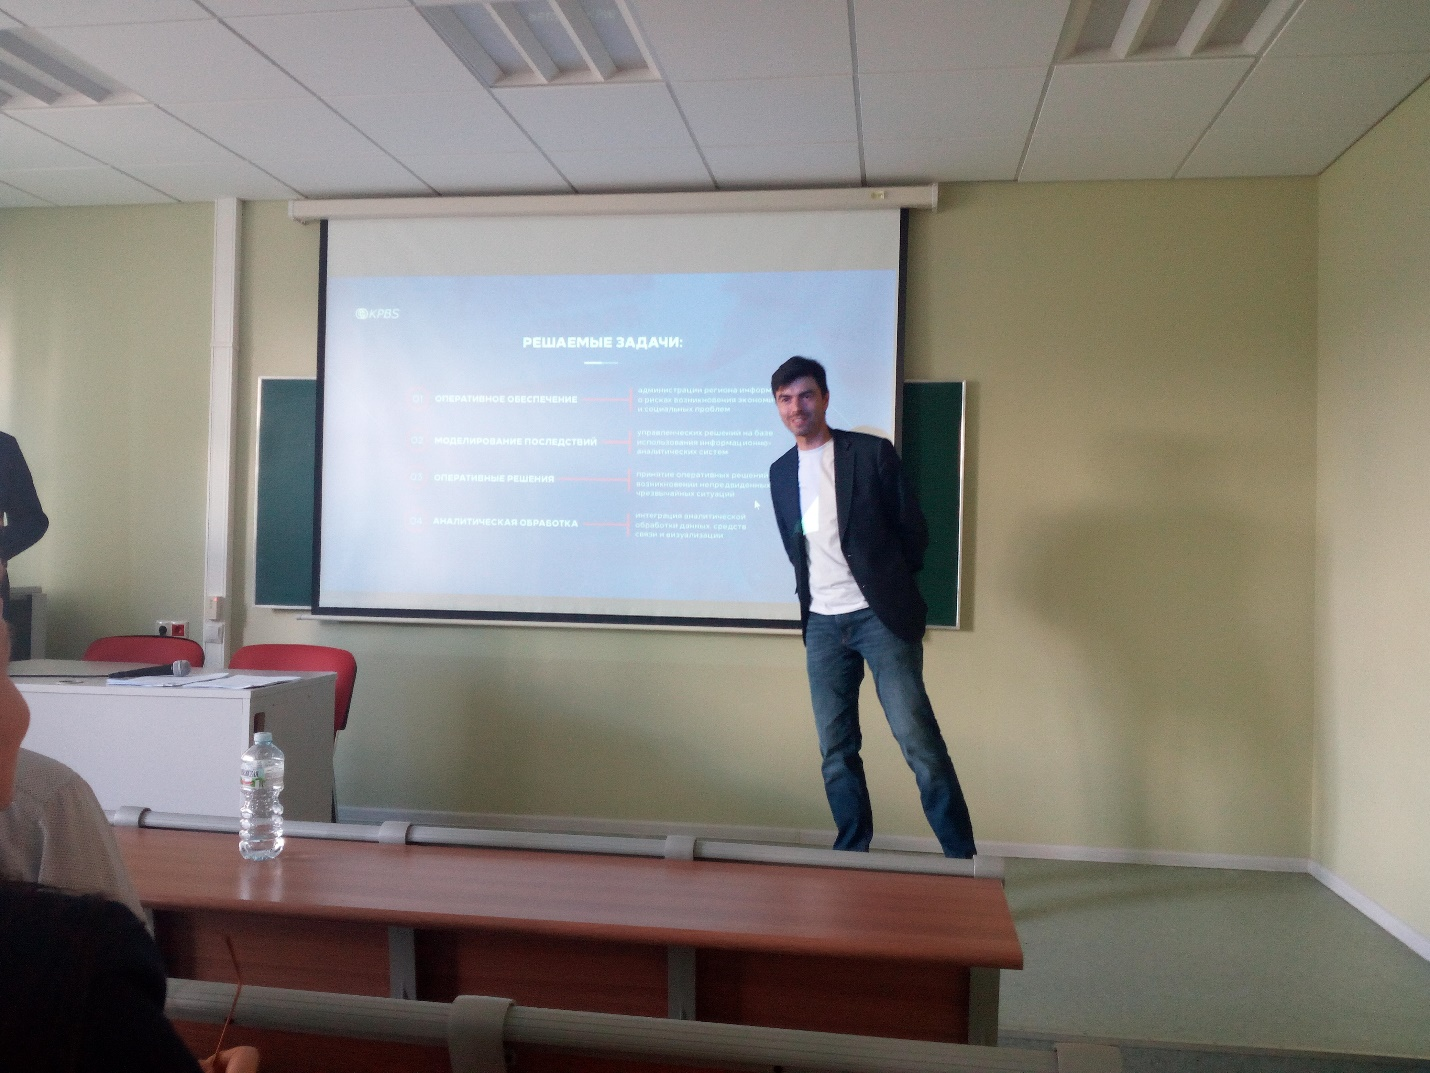 KPBS
РЕШАЕМЫЕ ЗАДАЧИ:
01 ОПЕРАТИВНОЕ ОБЕСПЕЧЕНИЕ
администрации региона информ
о рисках возникновения экономи
и социальных проблем
02 МОДЕЛИРОВАНИЕ ПОСЛЕДСТВИЙ
управленческих решений на базе
использования информационно-
аналитических систем
03 ОПЕРАТИВНЫЕ РЕШЕНИЯ
принятие оперативных решений
возникновении непредвиденных
чрезвычайных ситуаций
04 АНАЛИТИЧЕСКАЯ ОБРАБОТКА
интеграция аналитической
обработки данных, средств
связи и визуализации